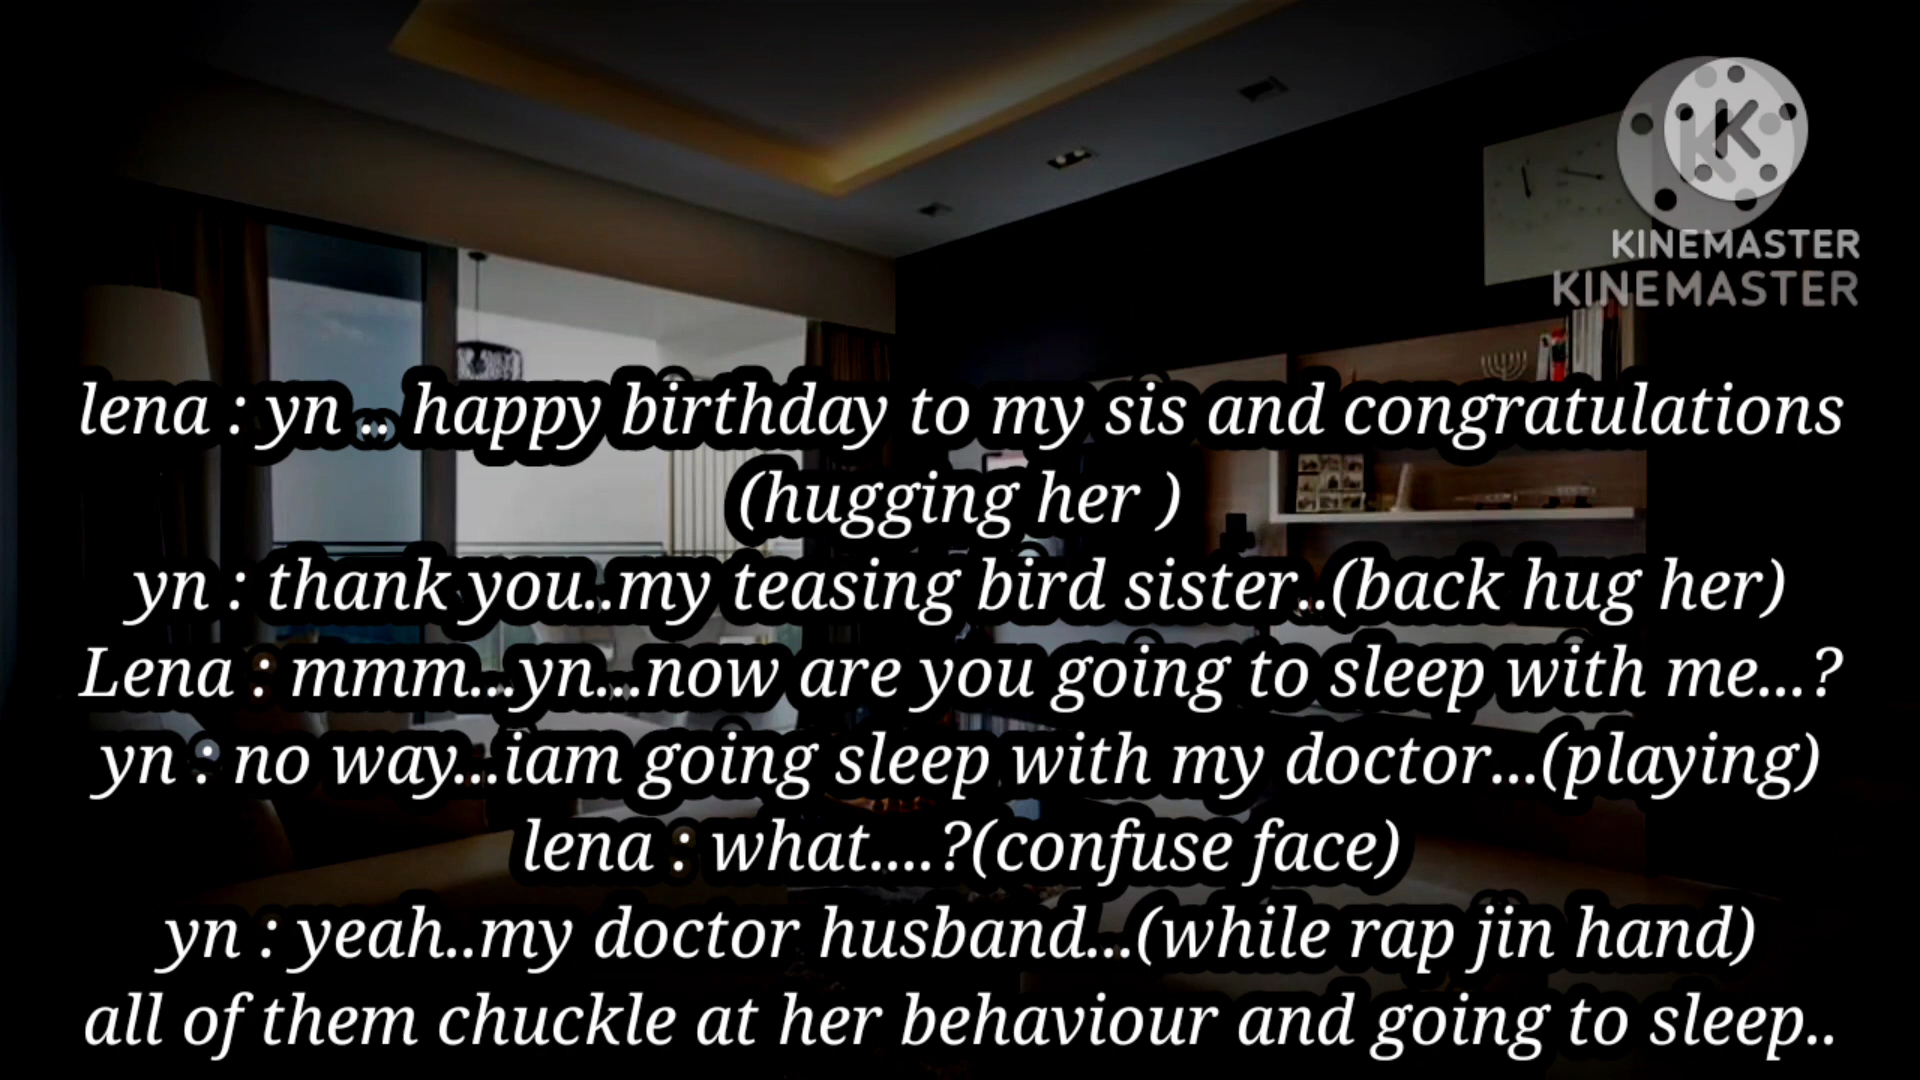 KINEMASTER
KINEMASTER
lena : yn .. happy birthday to my sis and congratulations
(hugging her )
yn : thank you..my teasing bird sister..(back hug her)
Lena : mmm...yn...now are you going to sleep with me...?
yn : no way...iam going sleep with my doctor...(playing)
lena : what....?(confuse face)
yn : yeah..my doctor husband...(while rap jin hand)
all of them chuckle at her behaviour and going to sleep..